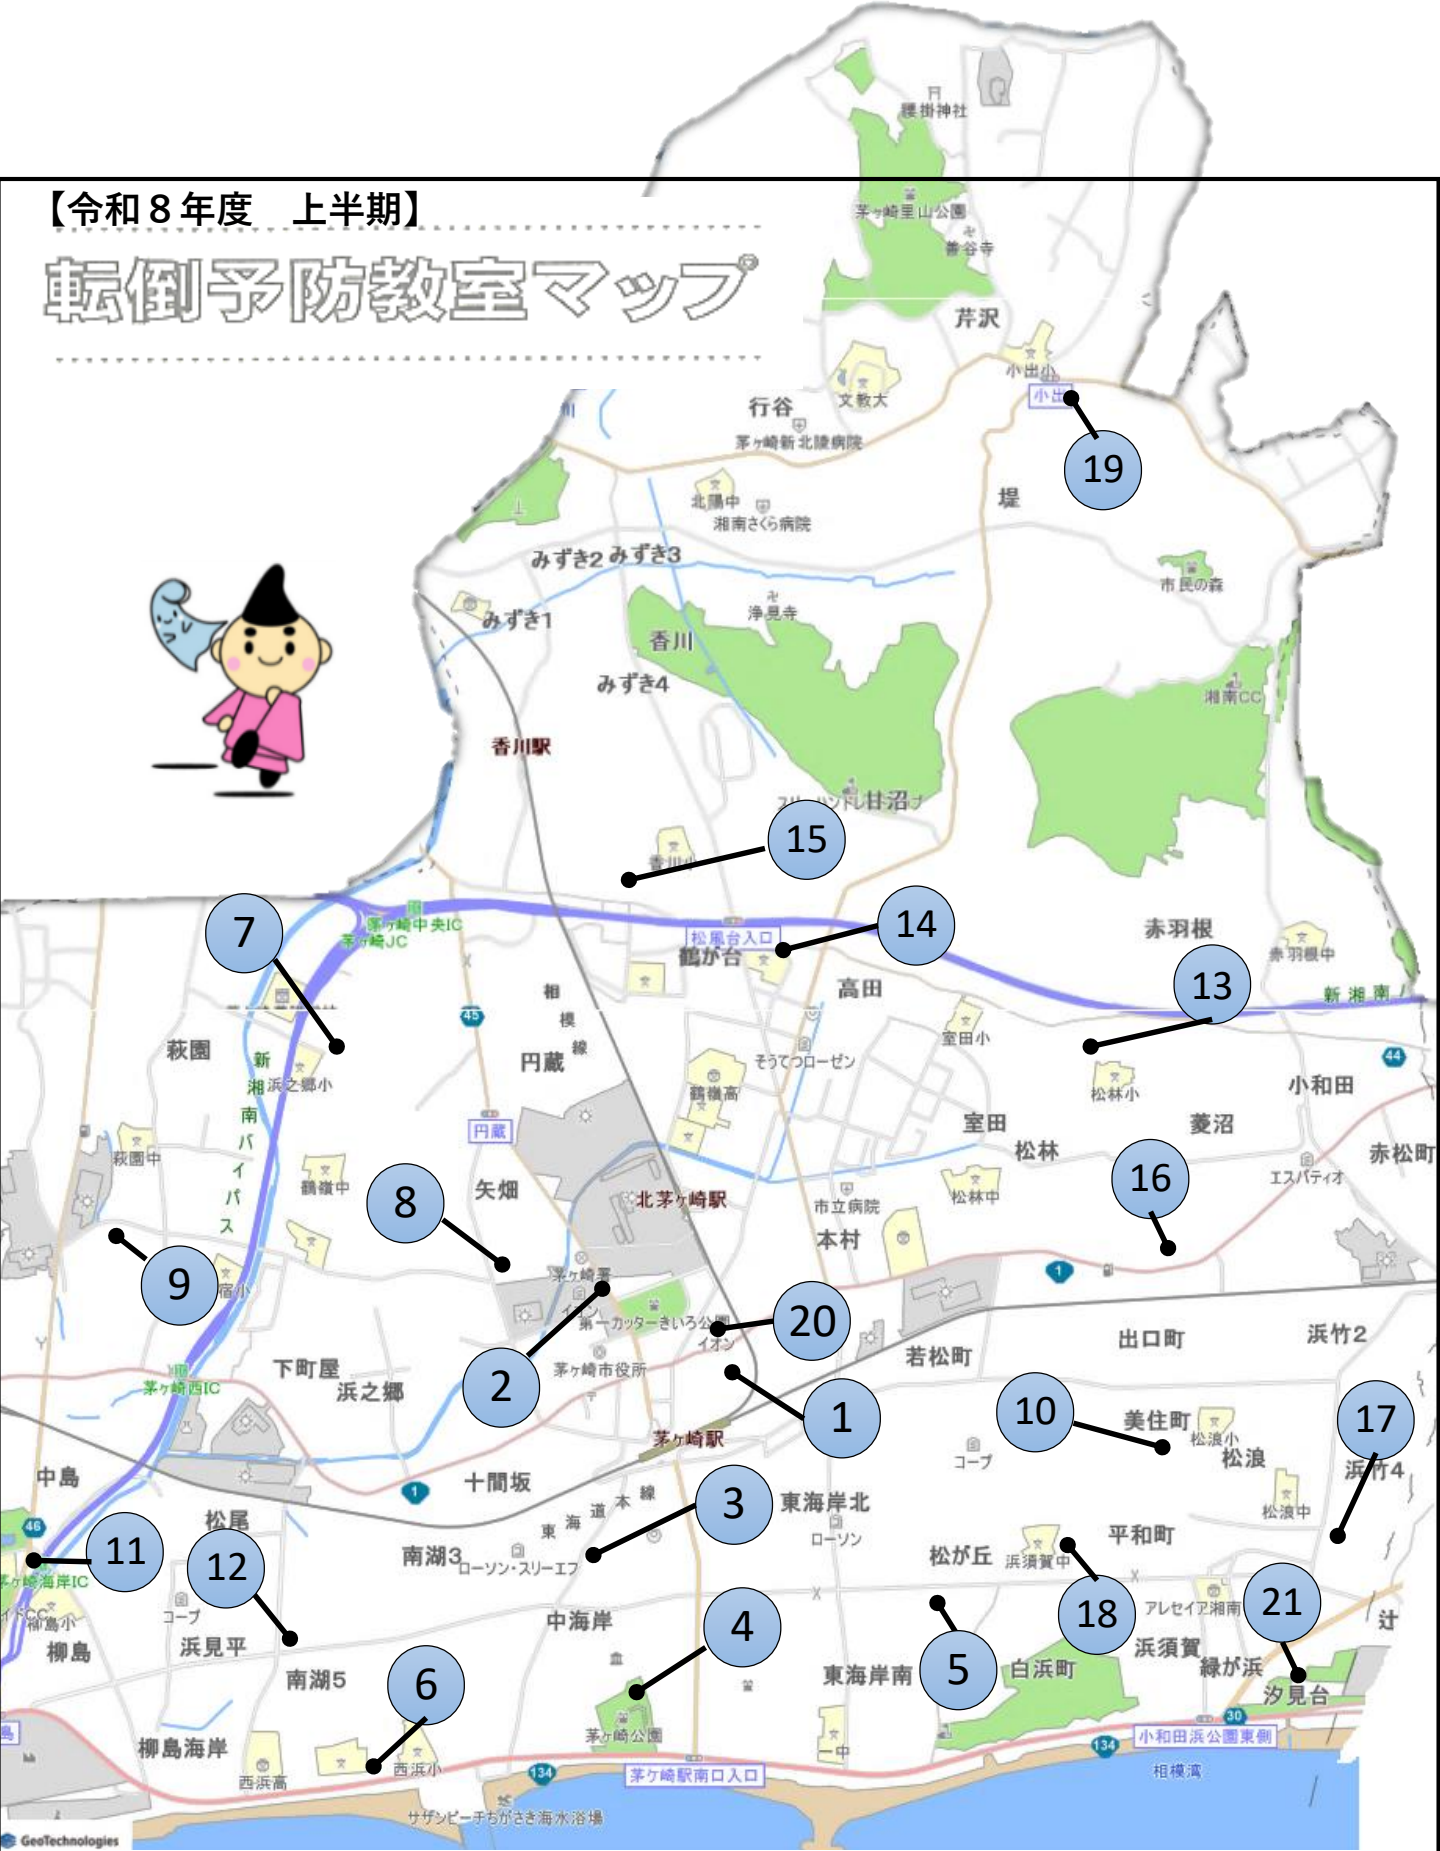 腰掛神社
【令和８年度　上半期】
茅ヶ崎里山公園
善谷寺
転倒予防教室マップ
芹沢
小出小
小出
文教大
行谷
茅ヶ崎新北陵病院
19
北陽中
堤
湘南さくら病院
みずき2
みずき3
市民の森
浄見寺
みずき1
香川
みずき4
湘南CC
香川駅
甘沼
15
香川小
14
茅ヶ崎中央IC
茅ヶ崎JC
7
松風台入口
鶴が台
赤羽根
赤羽根中
高田
13
新湘南
相模線
45
室田小
萩園
円蔵
そうてつローゼン
44
新湘南バイパス
浜之郷小
鶴嶺高
松林小
小和田
円蔵
室田
菱沼
萩園中
松林
赤松町
鶴嶺中
矢畑
8
北茅ヶ崎駅
市立病院
松林中
16
エスパティオ
本村
9
宿小
茅ヶ崎署
1
イオン
第一カッターきいろ公園
20
イオン
下町屋
茅ヶ崎市役所
若松町
出口町
浜竹2
茅ヶ崎西IC
浜之郷
2
1
10
美住町
17
茅ヶ崎駅
松浪小
コープ
松浪
浜竹4
中島
十間坂
1
3
東海岸北
松浪中
松尾
東海道本線
ローソン
46
平和町
11
12
南湖3
ローソン・スリーエフ
松が丘
浜須賀中
茅ヶ崎海岸IC
コープ
4
18
アレセイア湘南
21
柳島小
中海岸
辻
柳島
浜見平
5
浜須賀
南湖5
6
東海岸南
白浜町
緑が浜
汐見台
茅ヶ崎公園
30
柳島海岸
一中
小和田浜公園東側
島
西浜高
西浜小
134
茅ヶ崎駅南口入口
134
相模湾
サザンビーチちがさき海水浴場
GeoTechnologies